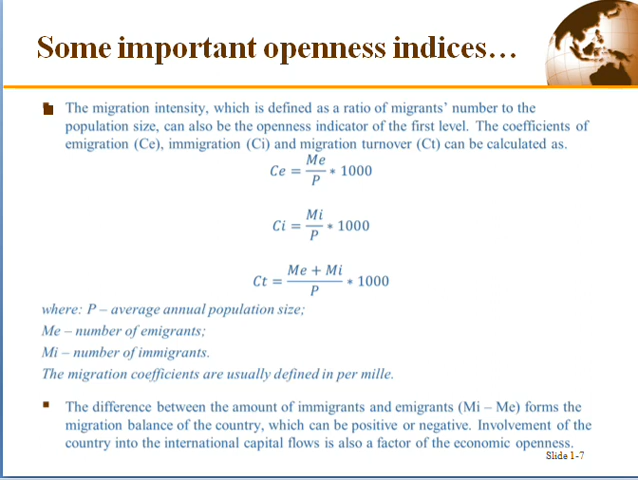 Some important openness indices…
The migration intensity, which is defined as a ratio of migrants' number to the
population size, can also be the openness indicator of the first level. The coefficients of
emigration (Ce), immigration (Ci) and migration turnover (Ct) can be calculated as.
Ce = Me/P * 1000
Ci = Mi/P * 1000
Ct = (Me + Mi)/P * 1000
where: P – average annual population size;
Me – number of emigrants;
Mi – number of immigrants.
The migration coefficients are usually defined in per mille.
The difference between the amount of immigrants and emigrants (Mi – Me) forms the
migration balance of the country, which can be positive or negative. Involvement of the
country into the international capital flows is also a factor of the economic openness.
Slide 1-7